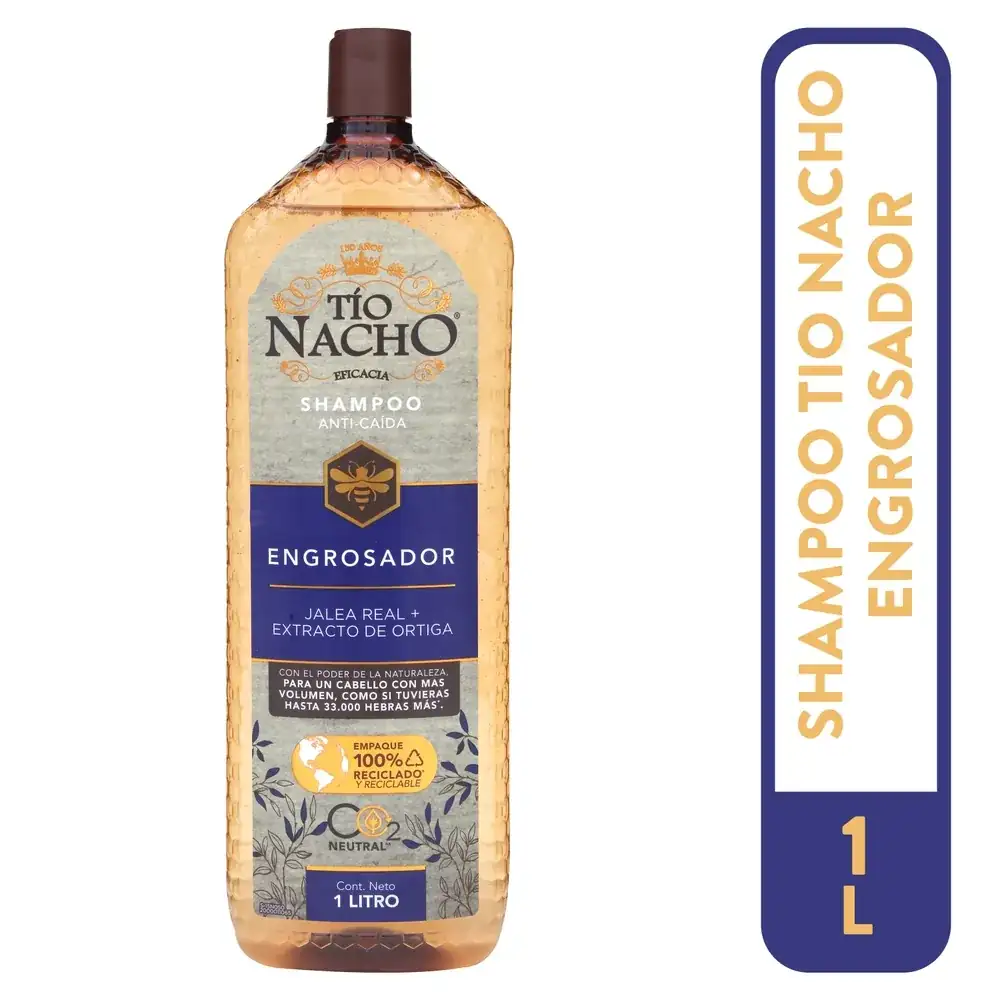 150 AÑOS
TÍO
NACHO®
EFICACIA
SHAMPOO
ANTI-CAÍDA
ENGROSADOR
JALEA REAL +
EXTRACTO DE ORTIGA
CON EL PODER DE LA NATURALEZA,
PARA UN CABELLO CON MAS
VOLUMEN, COMO SI TUVIERAS
HASTA 33.000 HEBRAS MÁS*.
EMPAQUE
100%
RECICLADO*
Y RECICLABLE
CO2
NEUTRAL
Cont. Neto
1 LITRO
SHAMPOO TIO NACHO
ENGROSADOR
1 L